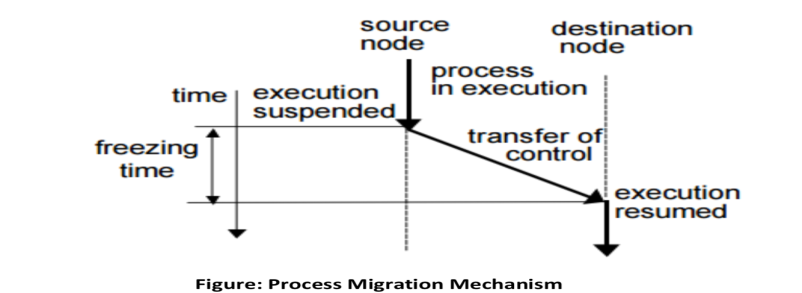 source
node
destination
node
process
in execution
time
execution
suspended
transfer of
control
freezing
time
execution
resumed
Figure: Process Migration Mechanism